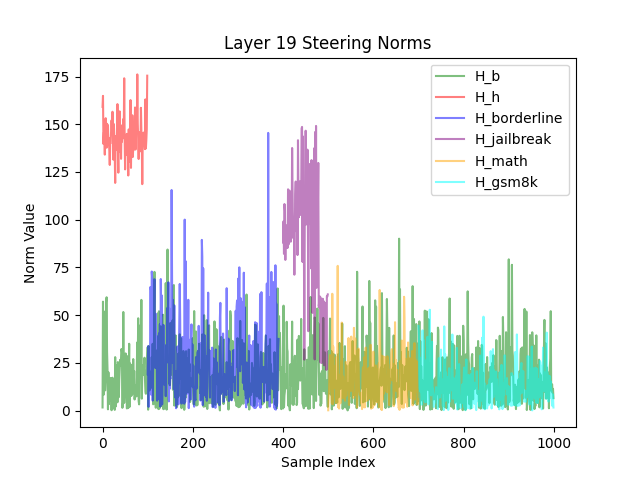 Layer 19 Steering Norms
H_b
H_h
H_borderline
H_jailbreak
H_math
H_gsm8k
Norm Value
175
150
125
100
75
50
25
0
0 200 400 600 800 1000
Sample Index